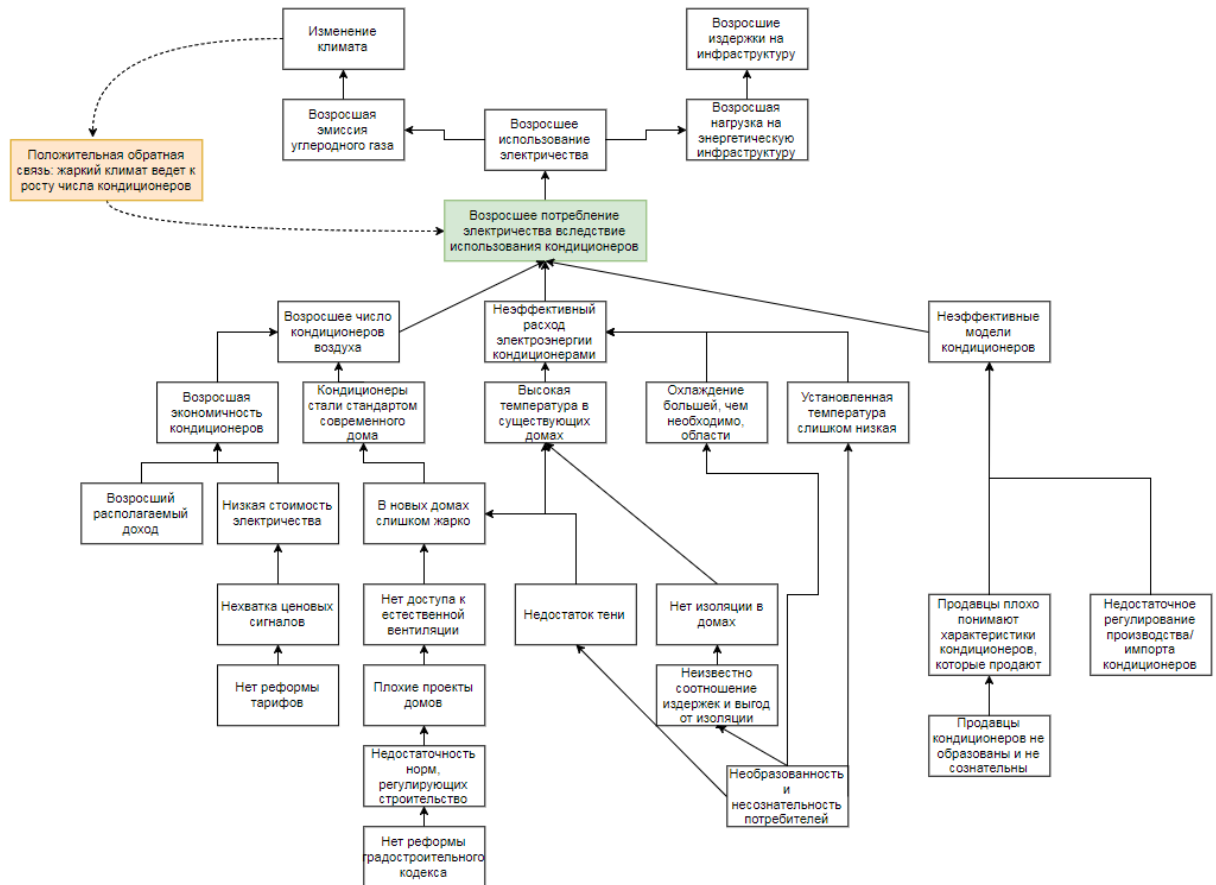 Изменение
климата
Возросшие
издержки на
инфраструктуру
Возросшая
эмиссия
углеродного газа
Возросшее
использование
электричества
Возросшая
нагрузка на
энергетическую
инфраструктуру
Положительная обратная
связь: жаркий климат ведет к
росту числа кондиционеров
Возросшее потребление
электричества вследствие
использования кондиционеров
Возросшее число
кондиционеров
воздуха
Неэффективный
расход
электроэнергии
кондиционерами
Неэффективные
модели
кондиционеров
Возросшая
экономичность
кондиционеров
Кондиционеры
стали стандартом
современного
дома
Высокая
температура в
существующих
домах
Охлаждение
большей, чем
необходимо,
области
Установленная
температура
слишком низкая
Возросший
располагаемый
доход
Низкая стоимость
электричества
В новых домах
слишком жарко
Нехватка ценовых
сигналов
Нет доступа к
естественной
вентиляции
Недостаток тени
Нет изоляции в
домах
Продавцы плохо
понимают
характеристики
кондиционеров,
которые продают
Недостаточное
регулирование
производства/
импорта
кондиционеров
Нет реформы
тарифов
Плохие проекты
домов
Неизвестно
соотношение
издержек и выгод
от изоляции
Продавцы
кондиционеров не
образованы и не
сознательны
Недостаточность
норм,
регулирующих
строительство
Необразованность
и
несознательность
потребителей
Нет реформы
градостроительного
кодекса